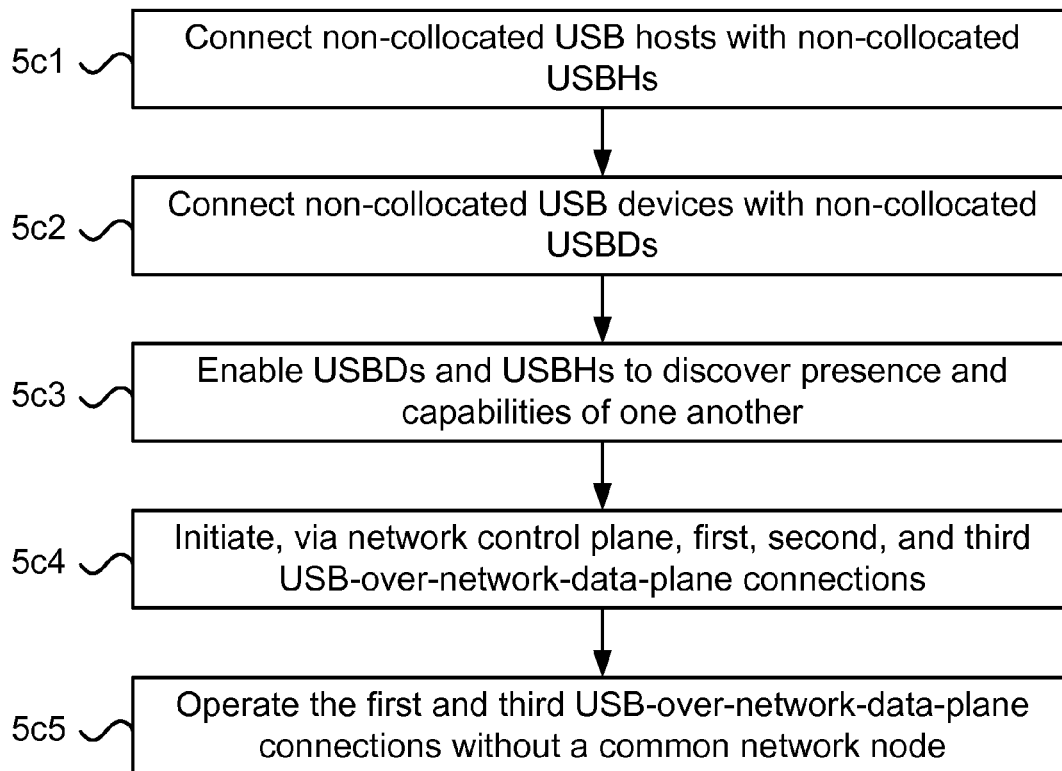 5c1
Connect non-collocated USB hosts with non-collocated
USBHs
5c2
Connect non-collocated USB devices with non-collocated
USBDs
5c3
Enable USBDs and USBHs to discover presence and
capabilities of one another
5c4
Initiate, via network control plane, first, second, and third
USB-over-network-data-plane connections
5c5
Operate the first and third USB-over-network-data-plane
connections without a common network node